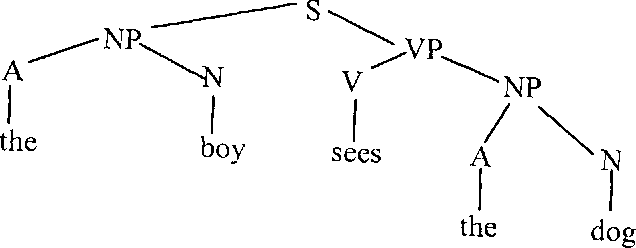 S
NP VP
A N V NP
the boy sees A N
the dog